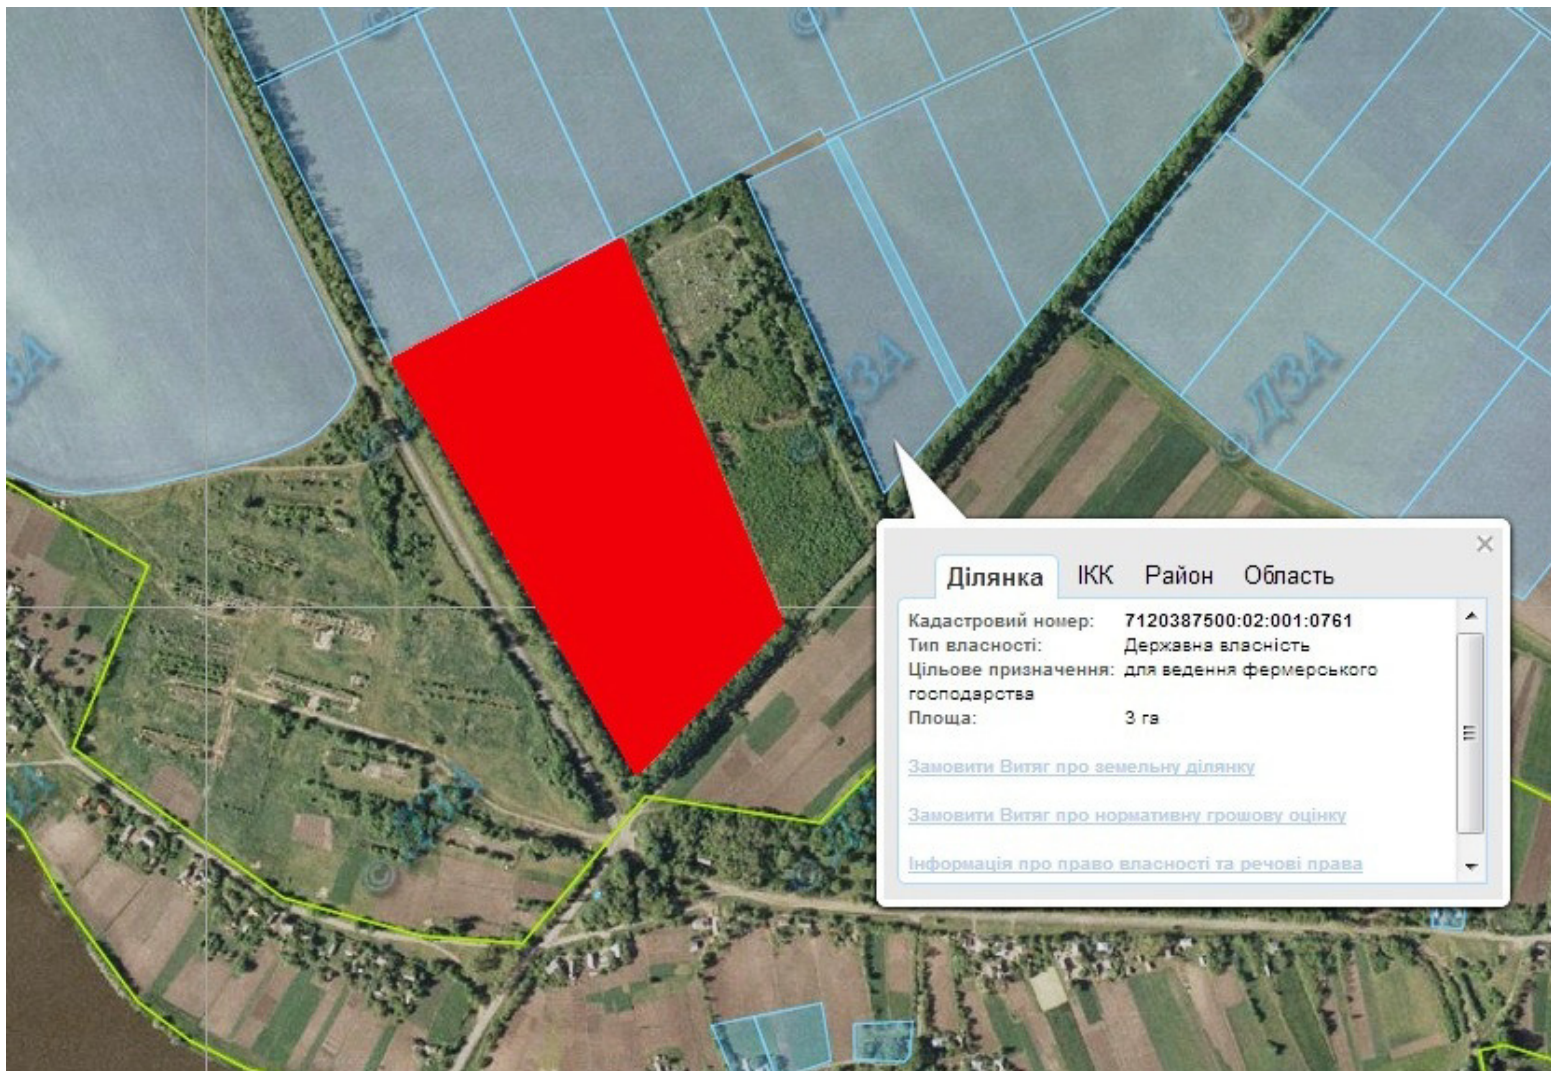 © ДЗА
ДЗА
ДЗА
© ДЗА
×
Ділянка ІКК Район Область
Кадастровий номер: 7120387500:02:001:0761
Тип власності: Державна власність
Цільове призначення: для ведення фермерського
господарства
Площа: 3 га
Замовити Витяг про земельну ділянку
Замовити Витяг про нормативну грошову оцінку
Інформація про право власності та речові права